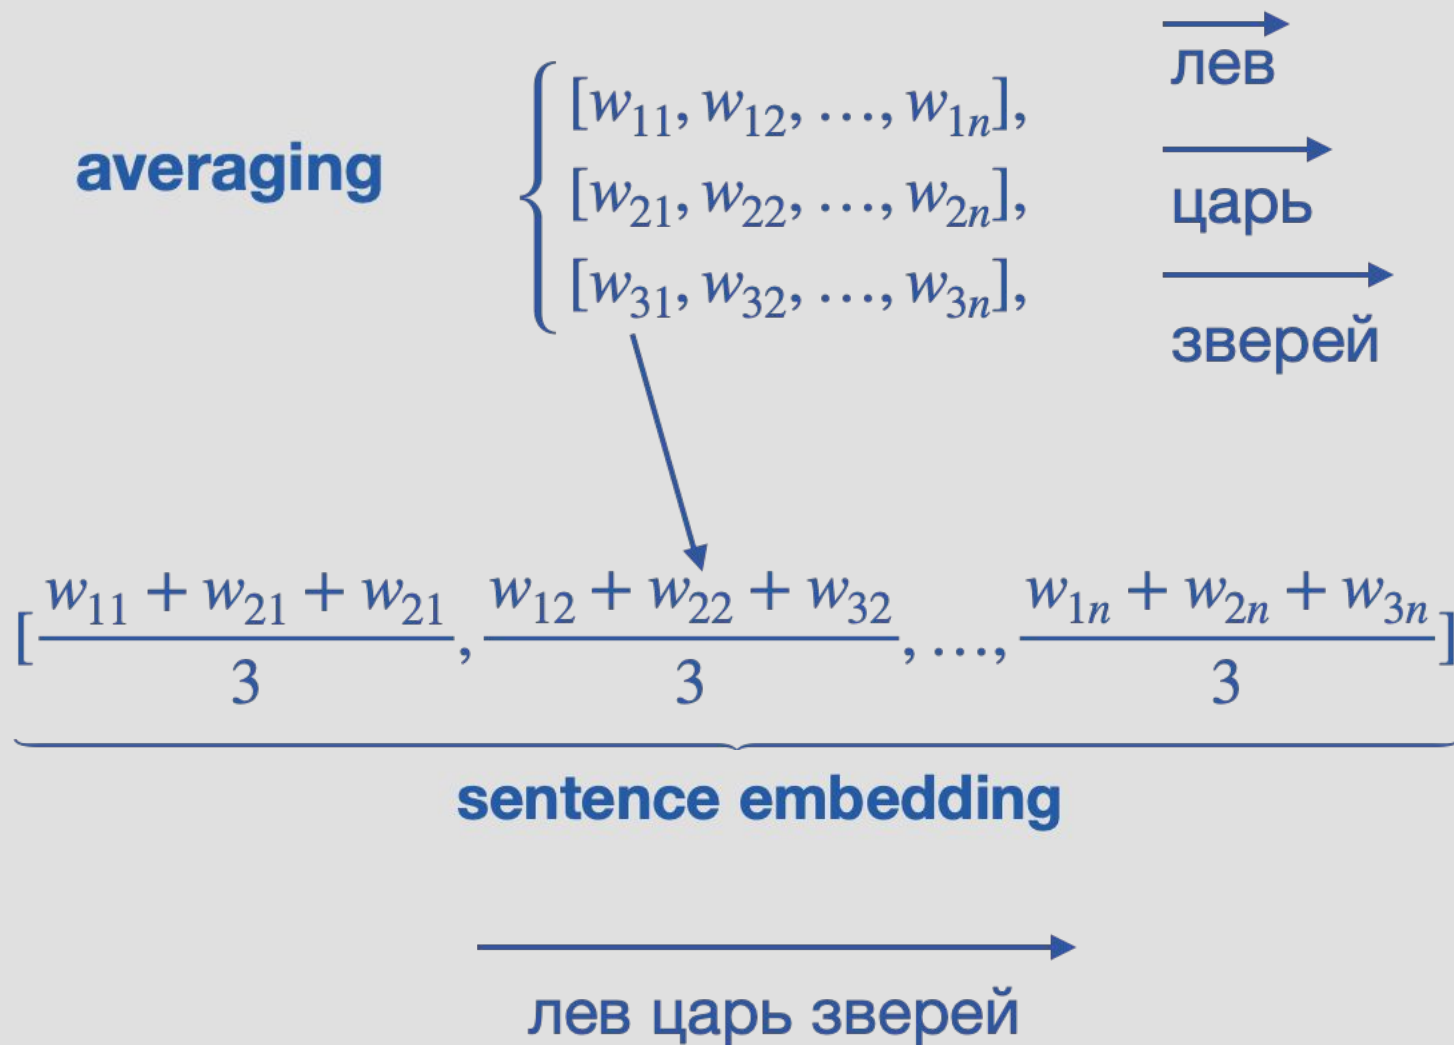 лев
[w₁₁, w₁₂, …, w₁ₙ],
averaging
[w₂₁, w₂₂, …, w₂ₙ],
царь
[w₃₁, w₃₂, …, w₃ₙ],
зверей
[(w₁₁ + w₂₁ + w₂₁)/3, (w₁₂ + w₂₂ + w₃₂)/3, …, (w₁ₙ + w₂ₙ + w₃ₙ)/3]
sentence embedding
лев царь зверей